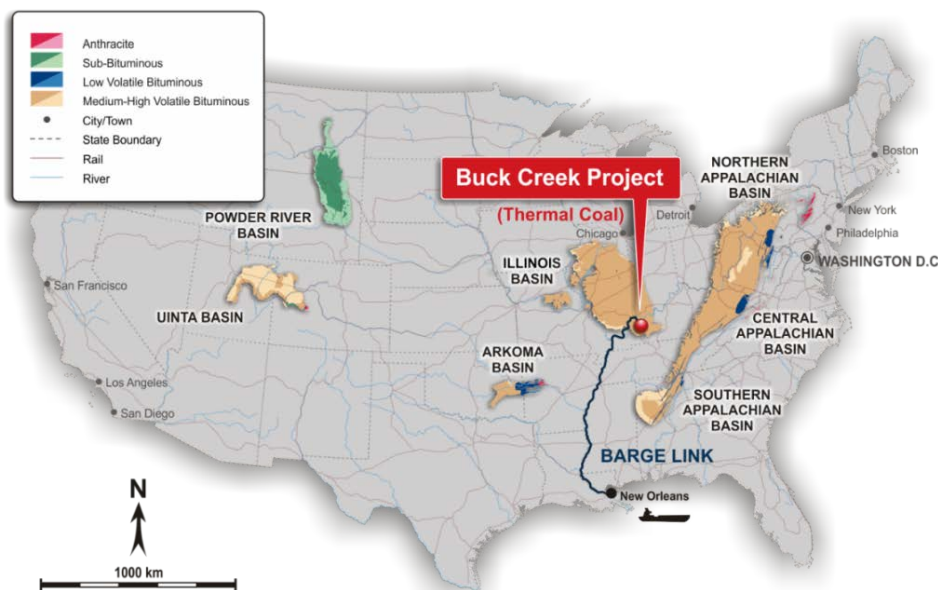 Anthracite
Sub-Bituminous
Low Volatile Bituminous
Medium-High Volatile Bituminous
City/Town
State Boundary
Rail
River
Buck Creek Project
(Thermal Coal)
NORTHERN
APPALACHIAN
BASIN
Boston
New York
Philadelphia
WASHINGTON D.C
Detroit
Chicago
POWDER RIVER
BASIN
ILLINOIS
BASIN
San Francisco
UINTA BASIN
CENTRAL
APPALACHIAN
BASIN
ARKOMA
BASIN
Los Angeles
San Diego
SOUTHERN
APPALACHIAN
BASIN
BARGE LINK
New Orleans
N
1000 km